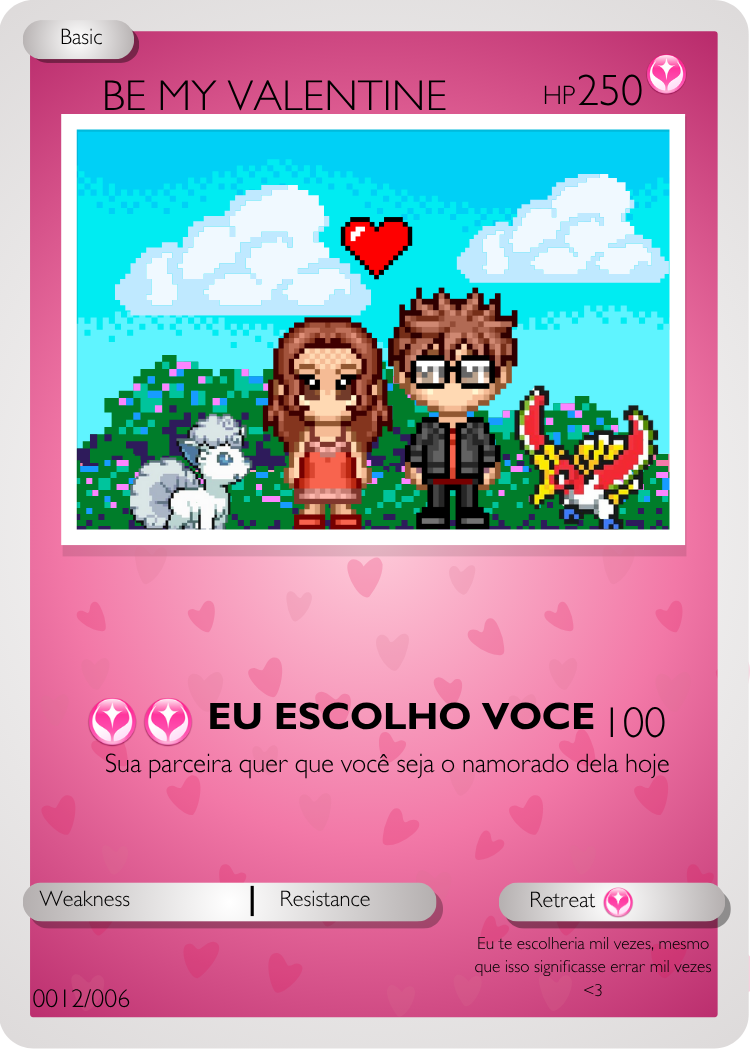 Basic
BE MY VALENTINE
HP250
EU ESCOLHO VOCE 100
Sua parceira quer que você seja o namorado dela hoje
Weakness
Resistance
Retreat
Eu te escolheria mil vezes, mesmo
que isso significasse errar mil vezes
<3
0012/006